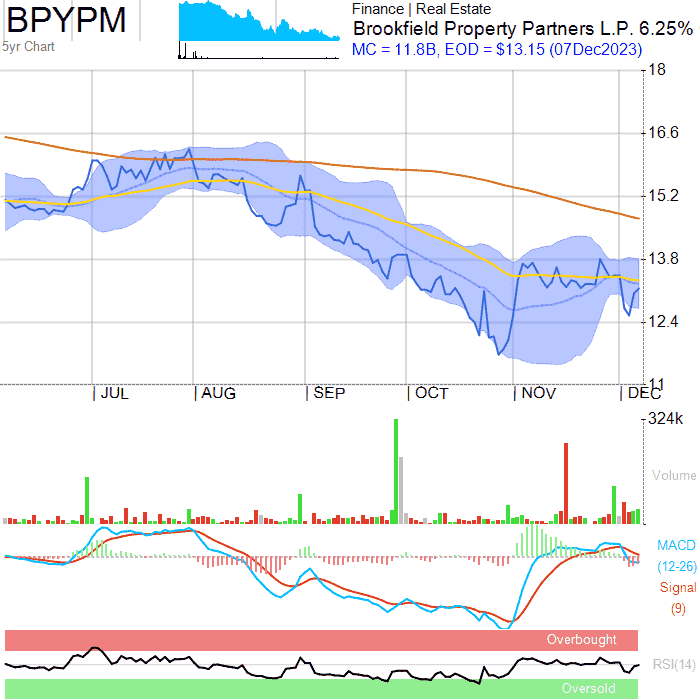 BPYPM
5yr Chart
Finance | Real Estate
Brookfield Property Partners L.P. 6.25%
MC = 11.8B, EOD = $13.15 (07Dec2023)
18
16.6
15.2
13.8
12.4
11
JUL AUG SEP OCT NOV DEC
324k
Volume
MACD
(12-26)
Signal
(9)
Overbought
RSI(14)
Oversold